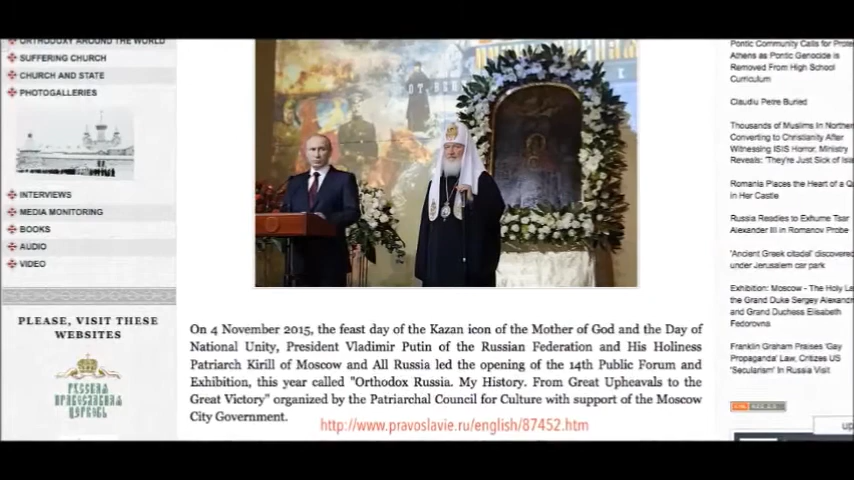 ORTHODOXY AROUND THE WORLD
SUFFERING CHURCH
CHURCH AND STATE
PHOTOGALLERIES
INTERVIEWS
MEDIA MONITORING
BOOKS
AUDIO
VIDEO
PLEASE, VISIT THESE
WEBSITES
РУССКАЯ
ПРАВОСЛАВНАЯ
ЦЕРКОВЬ
On 4 November 2015, the feast day of the Kazan icon of the Mother of God and the Day of
National Unity, President Vladimir Putin of the Russian Federation and His Holiness
Patriarch Kirill of Moscow and All Russia led the opening of the 14th Public Forum and
Exhibition, this year called "Orthodox Russia. My History. From Great Upheavals to the
Great Victory" organized by the Patriarchal Council for Culture with support of the Moscow
City Government.
http://www.pravoslavie.ru/english/87452.htm
Pontic Community Calls for
Athens as Pontic Genocide is
Removed From High School
Curriculum
Claudiu Petre Buried
Thousands of Muslims in
Converting to Christianity After
Witnessing ISIS Horror, Ministry
Reveals: 'They're Just Sick of
Romania Places the Heart of a
in Her Castle
Russia Readies to Exhume Tsar
Alexander III in Romanov Probe
'Ancient Greek citadel' discovered
under Jerusalem car park
Exhibition: Moscow - The Holy
the Grand Duke Sergey
and Grand Duchess Elisabeth
Fedorovna
Franklin Graham Praises 'Gay
Propaganda' Law, Critizes US
'Secularism' In Russia Visit
up